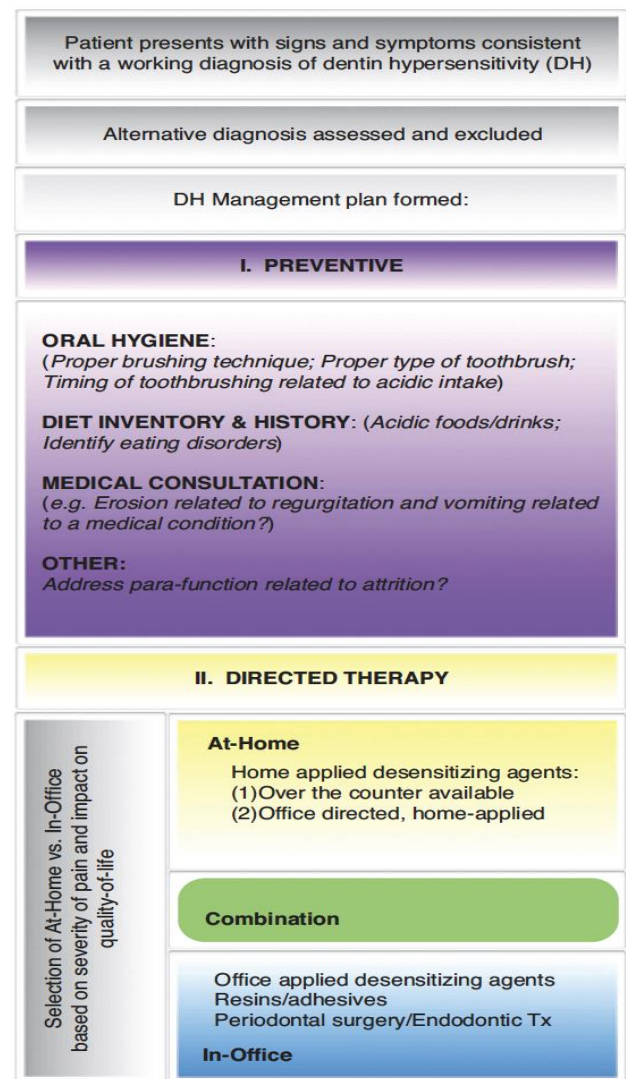 Patient presents with signs and symptoms consistent
with a working diagnosis of dentin hypersensitivity (DH)
Alternative diagnosis assessed and excluded
DH Management plan formed:
I. PREVENTIVE
ORAL HYGIENE:
(Proper brushing technique; Proper type of toothbrush;
Timing of toothbrushing related to acidic intake)
DIET INVENTORY & HISTORY: (Acidic foods/drinks;
Identify eating disorders)
MEDICAL CONSULTATION:
(e.g. Erosion related to regurgitation and vomiting related
to a medical condition?)
OTHER:
Address para-function related to attrition?
II. DIRECTED THERAPY
Selection of At-Home vs. In-Office
based on severity of pain and impact on
quality-of-life
At-Home
Home applied desensitizing agents:
(1)Over the counter available
(2)Office directed, home-applied
Combination
Office applied desensitizing agents
Resins/adhesives
Periodontal surgery/Endodontic Tx
In-Office